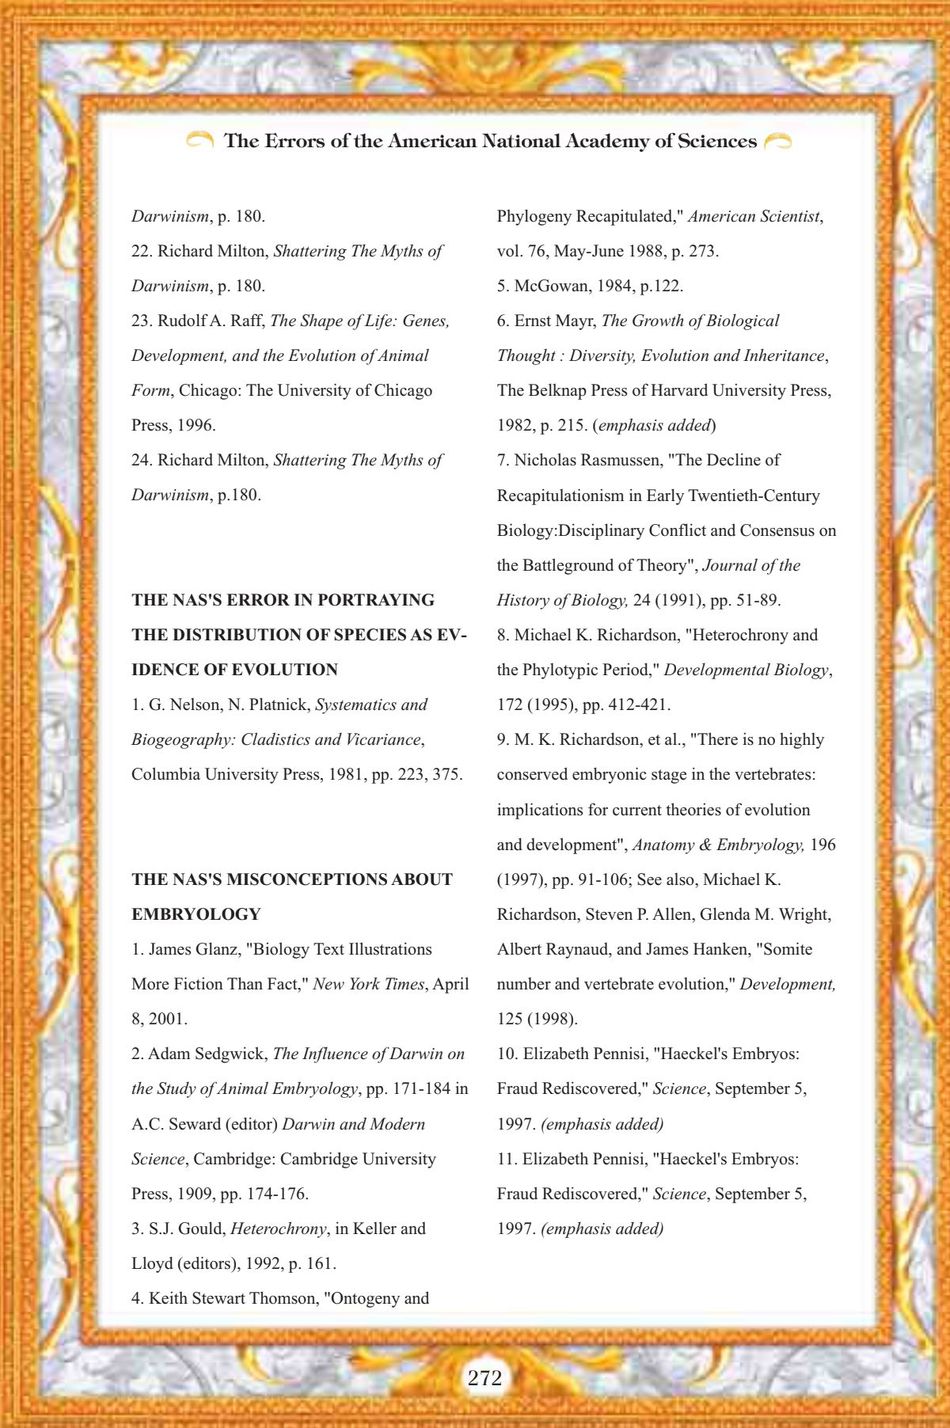 The Errors of the American National Academy of Sciences
Darwinism, p. 180.
22. Richard Milton, Shattering The Myths of
Darwinism, p. 180.
23. Rudolf A. Raff, The Shape of Life: Genes,
Development, and the Evolution of Animal
Form, Chicago: The University of Chicago
Press, 1996.
24. Richard Milton, Shattering The Myths of
Darwinism, p.180.
THE NAS'S ERROR IN PORTRAYING
THE DISTRIBUTION OF SPECIES AS EV-
IDENCE OF EVOLUTION
1. G. Nelson, N. Platnick, Systematics and
Biogeography: Cladistics and Vicariance,
Columbia University Press, 1981, pp. 223, 375.
THE NAS'S MISCONCEPTIONS ABOUT
EMBRYOLOGY
1. James Glanz, "Biology Text Illustrations
More Fiction Than Fact," New York Times, April
8, 2001.
2. Adam Sedgwick, The Influence of Darwin on
the Study of Animal Embryology, pp. 171-184 in
A.C. Seward (editor) Darwin and Modern
Science, Cambridge: Cambridge University
Press, 1909, pp. 174-176.
3. S.J. Gould, Heterochrony, in Keller and
Lloyd (editors), 1992, p. 161.
4. Keith Stewart Thomson, "Ontogeny and
Phylogeny Recapitulated," American Scientist,
vol. 76, May-June 1988, p. 273.
5. McGowan, 1984, p.122.
6. Ernst Mayr, The Growth of Biological
Thought : Diversity, Evolution and Inheritance,
The Belknap Press of Harvard University Press,
1982, p. 215. (emphasis added)
7. Nicholas Rasmussen, "The Decline of
Recapitulationism in Early Twentieth-Century
Biology:Disciplinary Conflict and Consensus on
the Battleground of Theory", Journal of the
History of Biology, 24 (1991), pp. 51-89.
8. Michael K. Richardson, "Heterochrony and
the Phylotypic Period," Developmental Biology,
172 (1995), pp. 412-421.
9. M. K. Richardson, et al., "There is no highly
conserved embryonic stage in the vertebrates:
implications for current theories of evolution
and development", Anatomy & Embryology, 196
(1997), pp. 91-106; See also, Michael K.
Richardson, Steven P. Allen, Glenda M. Wright,
Albert Raynaud, and James Hanken, "Somite
number and vertebrate evolution," Development,
125 (1998).
10. Elizabeth Pennisi, "Haeckel's Embryos:
Fraud Rediscovered," Science, September 5,
1997. (emphasis added)
11. Elizabeth Pennisi, "Haeckel's Embryos:
Fraud Rediscovered," Science, September 5,
1997. (emphasis added)
272